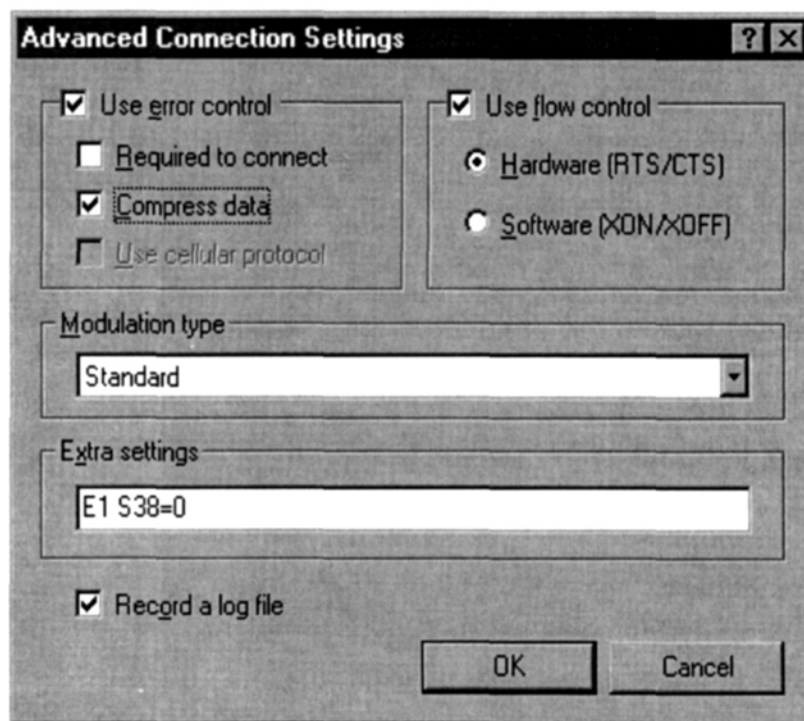 Advanced Connection Settings
Use error control
Required to connect
Compress data
Use cellular protocol
Use flow control
Hardware (RTS/CTS)
Software (XON/XOFF)
Modulation type
Standard
Extra settings
E1 S38=0
Record a log file
OK
Cancel